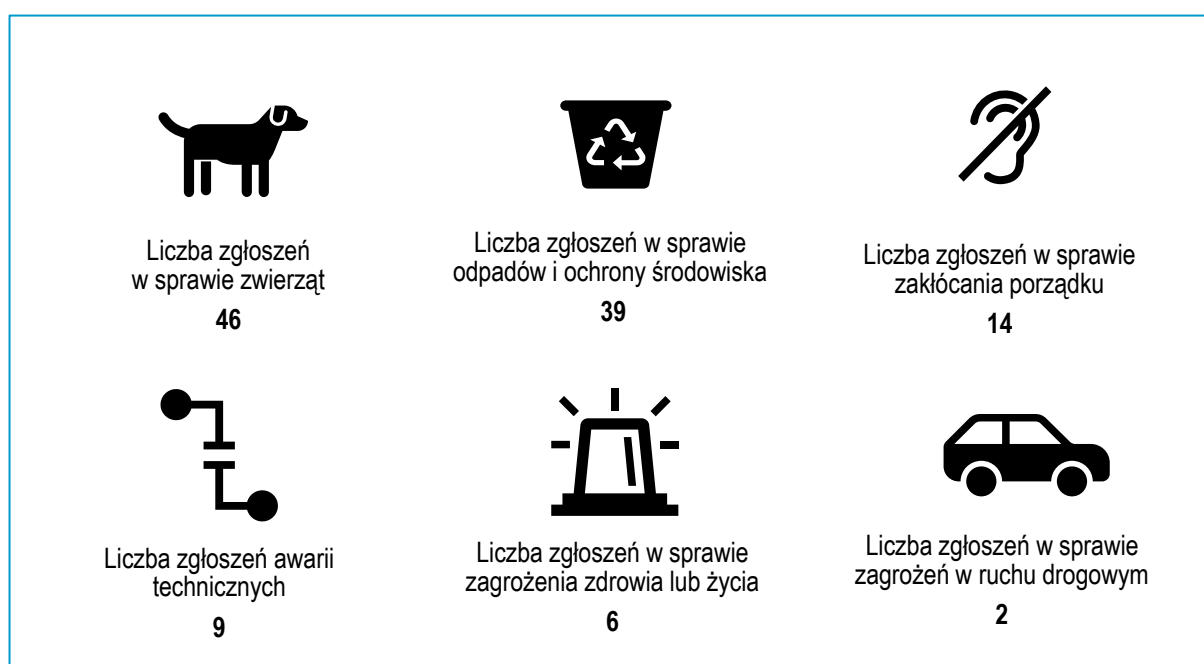 Liczba zgłoszeń
w sprawie zwierząt
46
Liczba zgłoszeń w sprawie
odpadów i ochrony środowiska
39
Liczba zgłoszeń w sprawie
zakłócania porządku
14
Liczba zgłoszeń awarii
technicznych
9
Liczba zgłoszeń w sprawie
zagrożenia zdrowia lub życia
6
Liczba zgłoszeń w sprawie
zagrożeń w ruchu drogowym
2